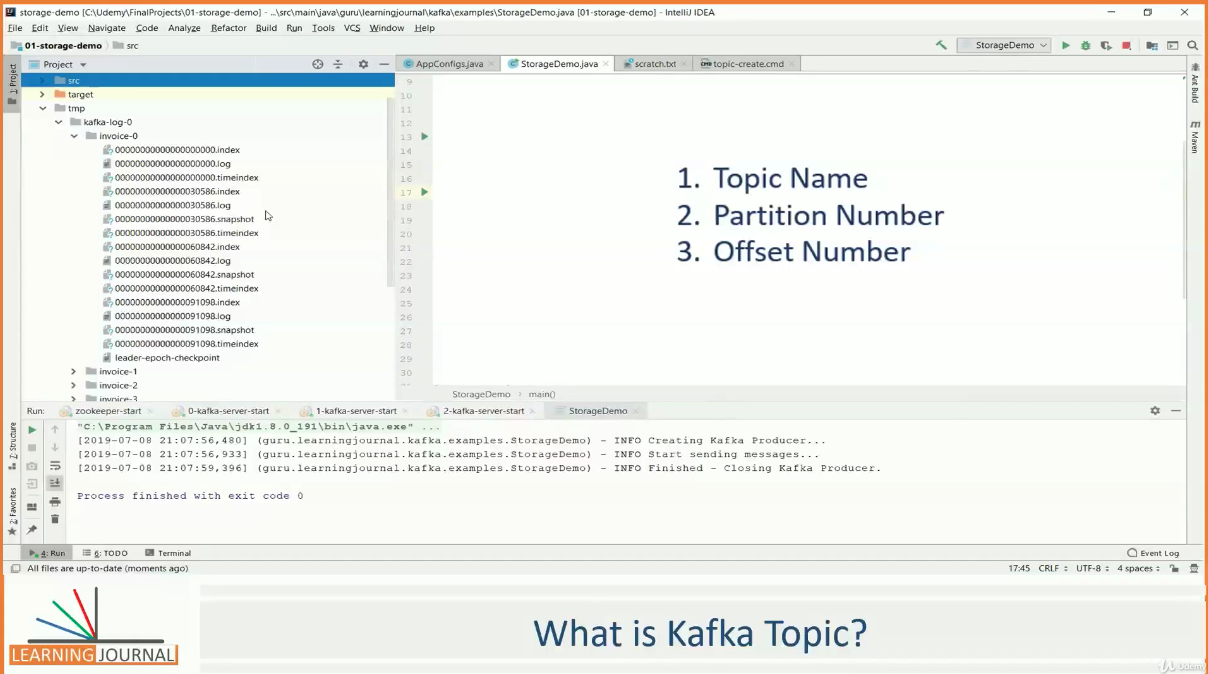 storage-demo [C:\Udemy\FinalProjects\01-storage-demo] - ...\src\main\java\guru\learningjournal\kafka\examples\StorageDemo.java [01-storage-demo] - IntelliJ IDEA
File Edit View Navigate Code Analyze Refactor Build Run Tools VCS Window Help
01-storage-demo src StorageDemo
Project AppConfigs.java StorageDemo.java scratch.txt topic-create.cmd
1: Project
Ant Build
Maven
src
target
tmp
kafka-log-0
invoice-0
00000000000000000000.index
00000000000000000000.log
00000000000000000000.timeindex
00000000000000030586.index
00000000000000030586.log
00000000000000030586.snapshot
00000000000000030586.timeindex
00000000000000060842.index
00000000000000060842.log
00000000000000060842.snapshot
00000000000000060842.timeindex
00000000000000091098.index
00000000000000091098.log
00000000000000091098.snapshot
00000000000000091098.timeindex
leader-epoch-checkpoint
invoice-1
invoice-2
invoice-3
9
10
11
12
13
14
15
16
17
18
19
20
21
22
23
24
25
26
27
28
29
30
1. Topic Name
2. Partition Number
3. Offset Number
StorageDemo › main()
Run: zookeeper-start 0-kafka-server-start 1-kafka-server-start 2-kafka-server-start StorageDemo
Z: Structure
2: Favorites
"C:\Program Files\Java\jdk1.8.0_191\bin\java.exe" ...
[2019-07-08 21:07:56,480] (guru.learningjournal.kafka.examples.StorageDemo) - INFO Creating Kafka Producer...
[2019-07-08 21:07:56,933] (guru.learningjournal.kafka.examples.StorageDemo) - INFO Start sending messages...
[2019-07-08 21:07:59,396] (guru.learningjournal.kafka.examples.StorageDemo) - INFO Finished - Closing Kafka Producer.
Process finished with exit code 0
4: Run 6: TODO Terminal Event Log
All files are up-to-date (moments ago) 17:45 CRLF UTF-8 4 spaces
LEARNING JOURNAL
What is Kafka Topic?
Udemy